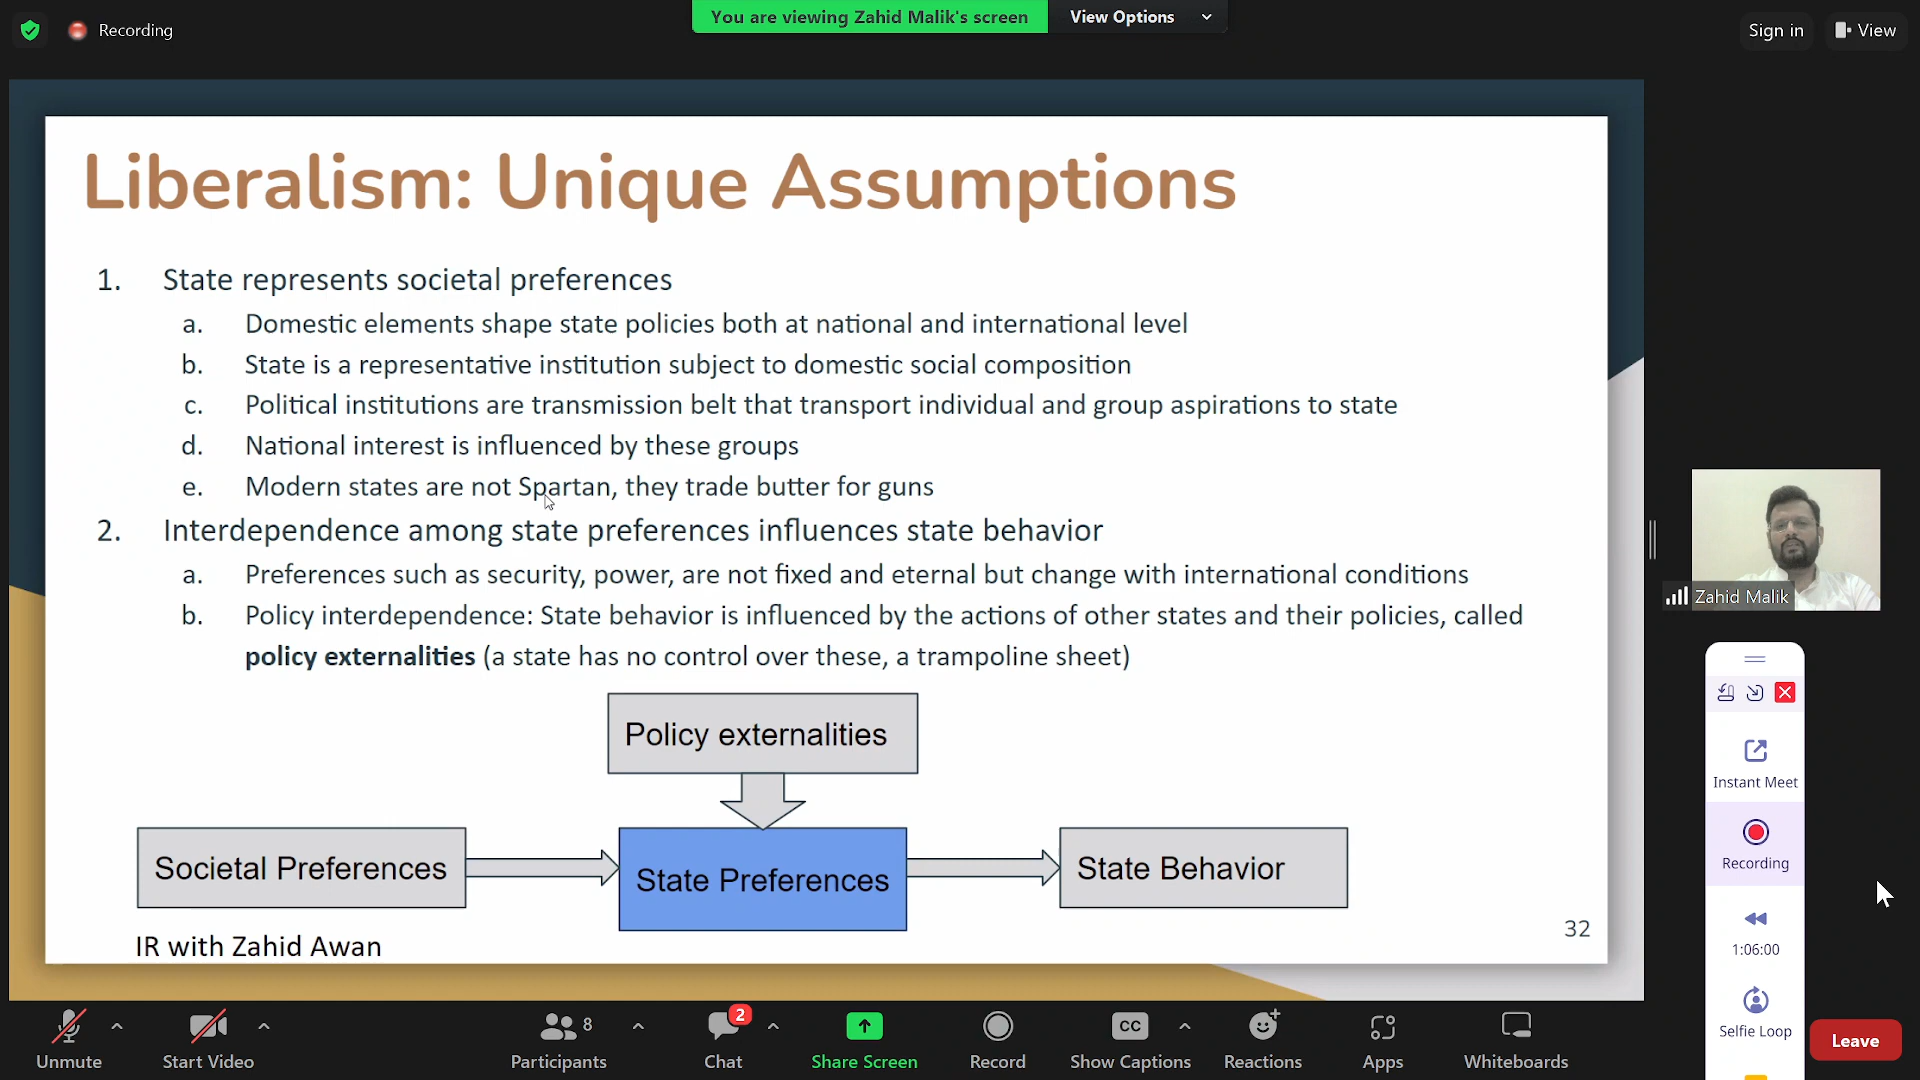 You are viewing Zahid Malik's screen
View Options
Recording
Sign in
View
Liberalism: Unique Assumptions
1. State represents societal preferences
a. Domestic elements shape state policies both at national and international level
b. State is a representative institution subject to domestic social composition
c. Political institutions are transmission belt that transport individual and group aspirations to state
d. National interest is influenced by these groups
e. Modern states are not Spartan, they trade butter for guns
2. Interdependence among state preferences influences state behavior
a. Preferences such as security, power, are not fixed and eternal but change with international conditions
b. Policy interdependence: State behavior is influenced by the actions of other states and their policies, called
policy externalities (a state has no control over these, a trampoline sheet)
Policy externalities
Societal Preferences
State Preferences
State Behavior
IR with Zahid Awan
32
Zahid Malik
Instant Meet
Recording
1:06:00
Selfie Loop
Unmute
Start Video
8
Participants
2
Chat
Share Screen
Record
CC
Show Captions
Reactions
Apps
Whiteboards
Leave